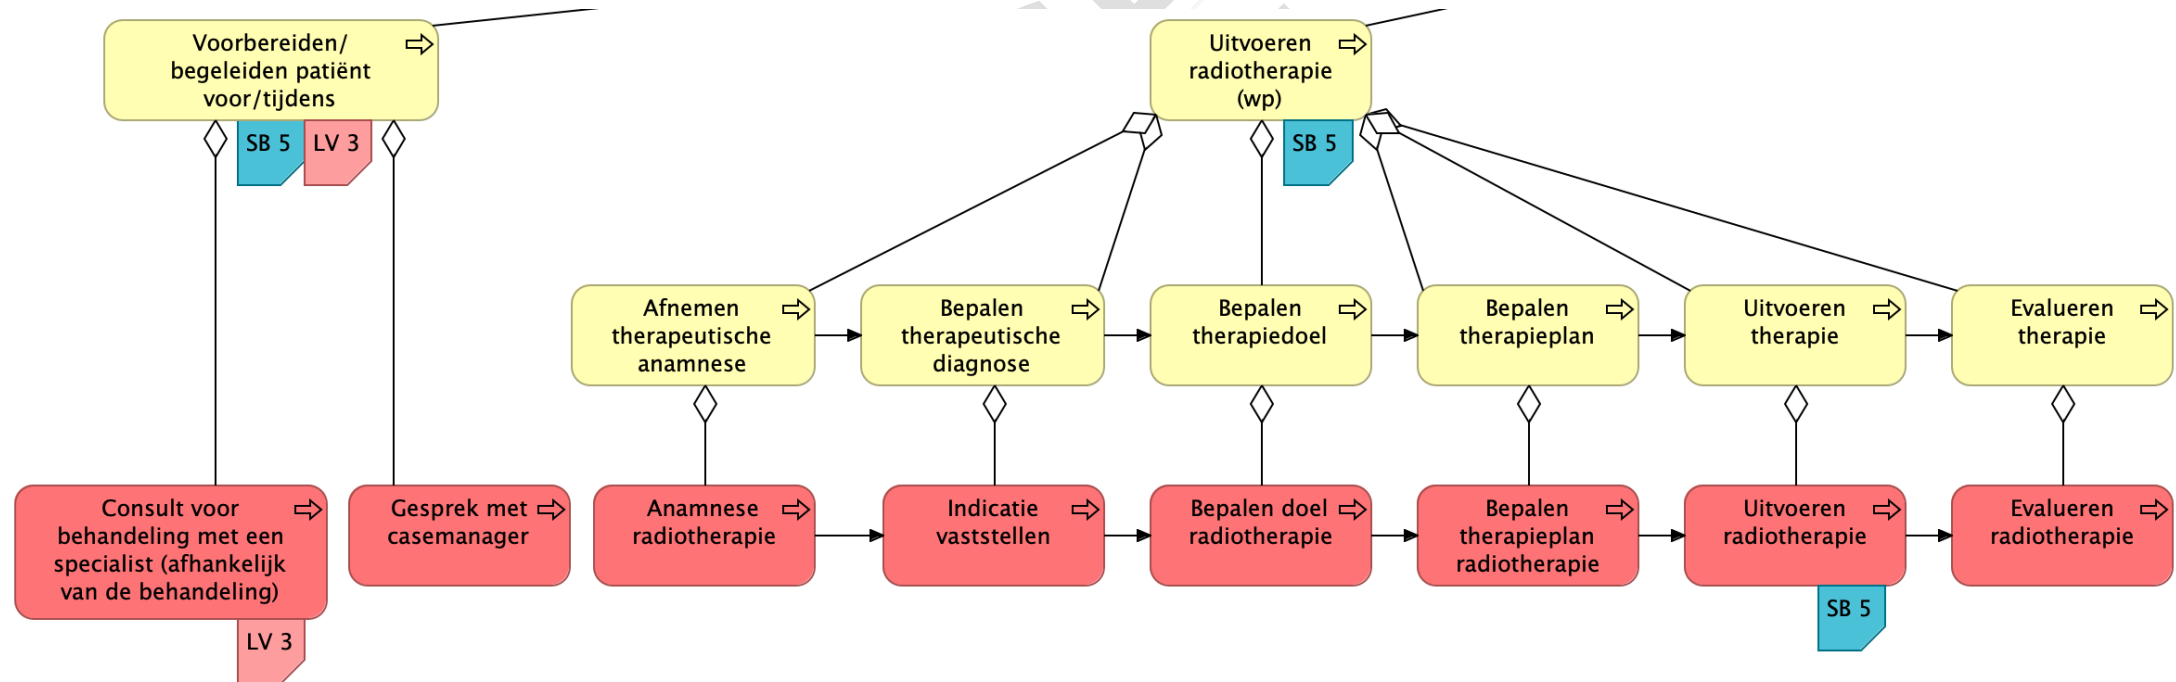 Voorbereiden/
begeleiden patiënt
voor/tijdens
SB 5
LV 3
Uitvoeren
radiotherapie
(wp)
SB 5
Afnemen
therapeutische
anamnese
Bepalen
therapeutische
diagnose
Bepalen
therapiedoel
Bepalen
therapieplan
Uitvoeren
therapie
Evalueren
therapie
Consult voor
behandeling met een
specialist (afhankelijk
van de behandeling)
LV 3
Gesprek met
casemanager
Anamnese
radiotherapie
Indicatie
vaststellen
Bepalen doel
radiotherapie
Bepalen
therapieplan
radiotherapie
Uitvoeren
radiotherapie
SB 5
Evalueren
radiotherapie